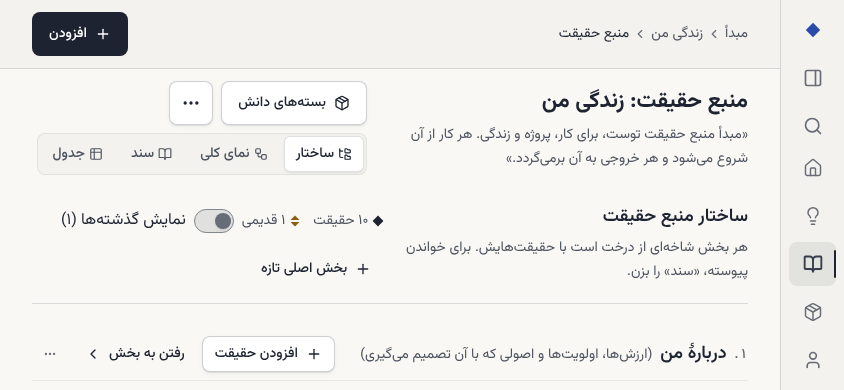 مبدأ › زندگی من › منبع حقیقت
افزودن
منبع حقیقت: زندگی من
«مبدأ منبع حقیقت توست، برای کار، پروژه و زندگی. هر کار از آن
شروع می‌شود و هر خروجی به آن برمی‌گردد.»
بسته‌های دانش
ساختار
نمای کلی
سند
جدول
ساختار منبع حقیقت
هر بخش شاخه‌ای از درخت است با حقیقت‌هایش. برای خواندن
پیوسته، «سند» را بزن.
۱۰ حقیقت
۱ قدیمی
نمایش گذشته‌ها (۱)
بخش اصلی تازه
۱. دربارهٔ من (ارزش‌ها، اولویت‌ها و اصولی که با آن تصمیم می‌گیری)
افزودن حقیقت
رفتن به بخش